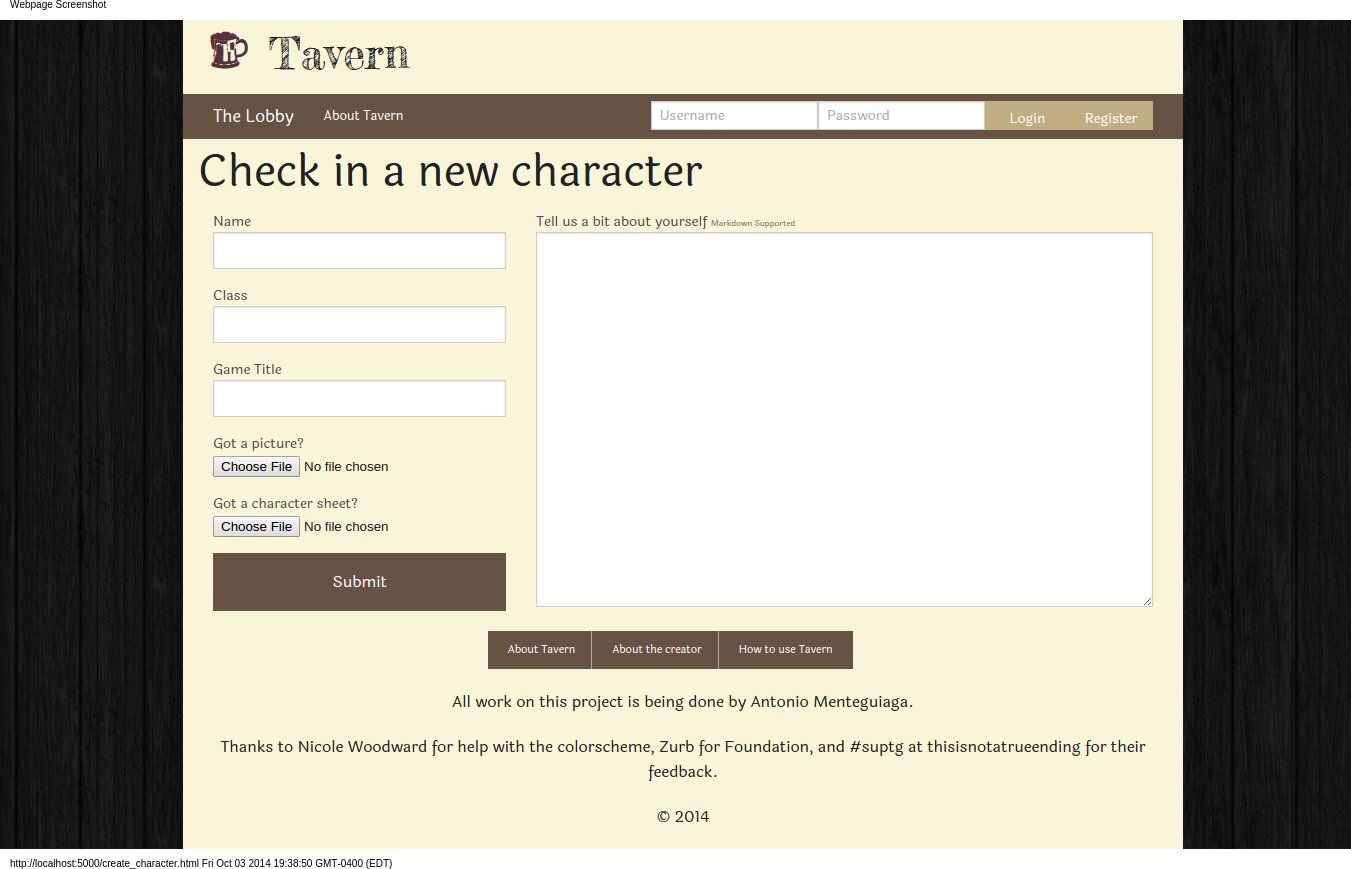 Webpage Screenshot
Tavern
The Lobby About Tavern Username Password Login Register
Check in a new character
Name
Tell us a bit about yourself Markdown Supported
Class
Game Title
Got a picture?
Choose File No file chosen
Got a character sheet?
Choose File No file chosen
Submit
About Tavern About the creator How to use Tavern
All work on this project is being done by Antonio Menteguiaga.
Thanks to Nicole Woodward for help with the colorscheme, Zurb for Foundation, and #suptg at thisisnotatrueending for their
feedback.
© 2014
http://localhost:5000/create_character.html Fri Oct 03 2014 19:38:50 GMT-0400 (EDT)